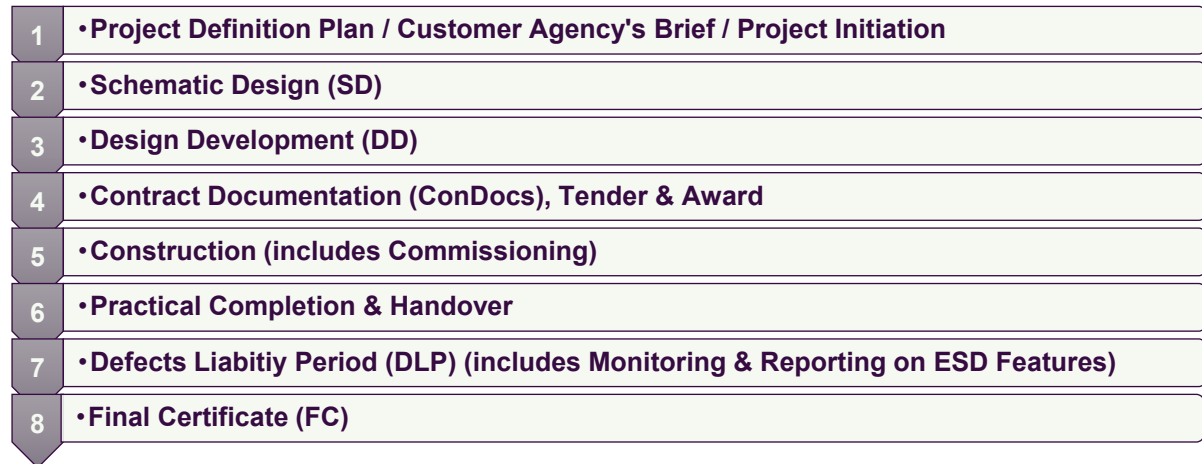 1 •Project Definition Plan / Customer Agency's Brief / Project Initiation
2 •Schematic Design (SD)
3 •Design Development (DD)
4 •Contract Documentation (ConDocs), Tender & Award
5 •Construction (includes Commissioning)
6 •Practical Completion & Handover
7 •Defects Liabitiy Period (DLP) (includes Monitoring & Reporting on ESD Features)
8 •Final Certificate (FC)